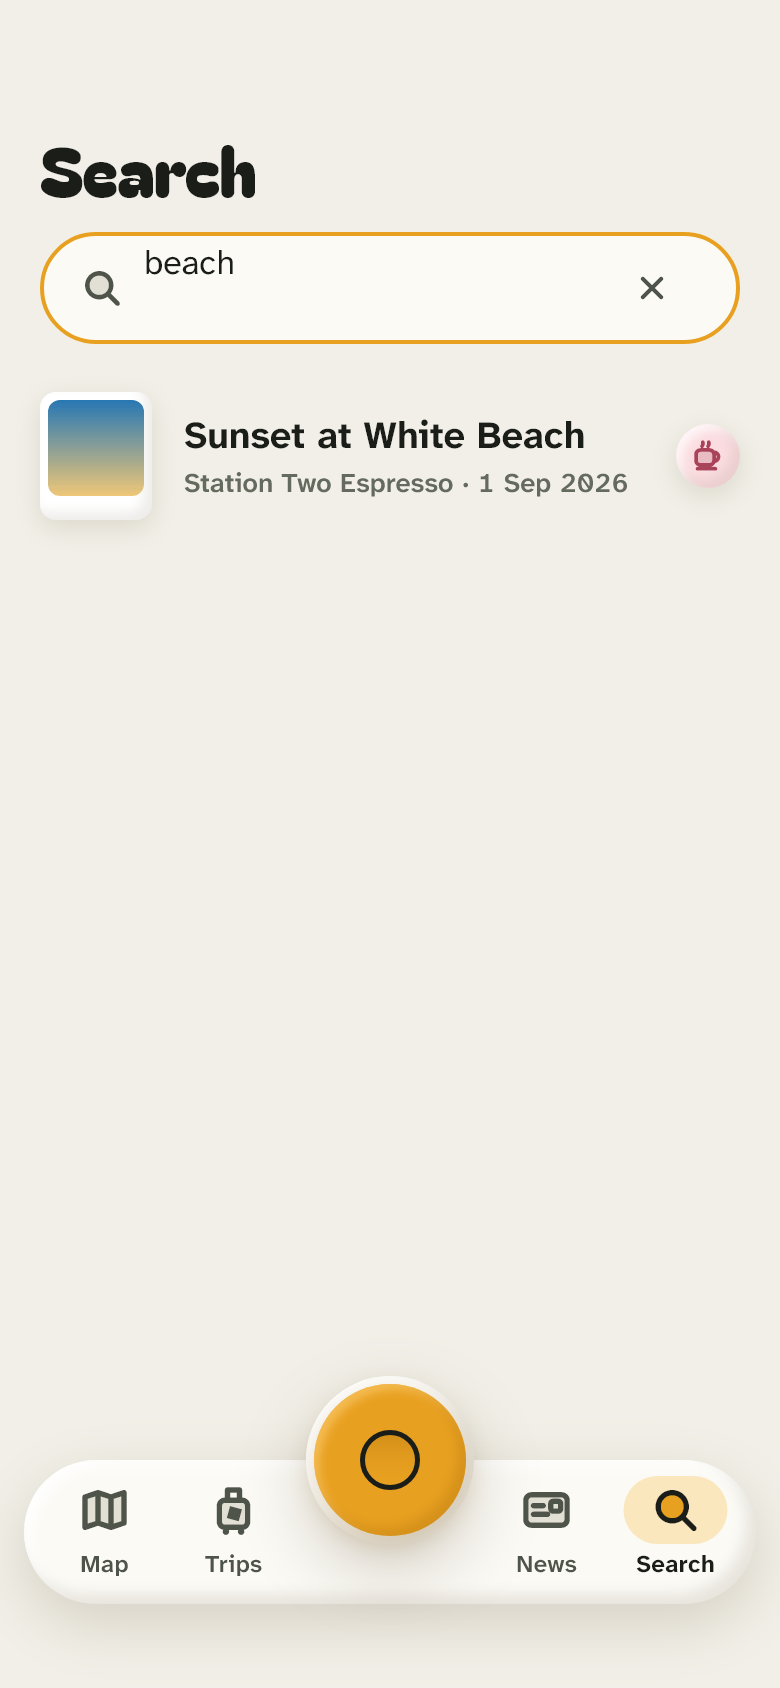 Search
beach
Sunset at White Beach
Station Two Espresso · 1 Sep 2026
Map
Trips
News
Search